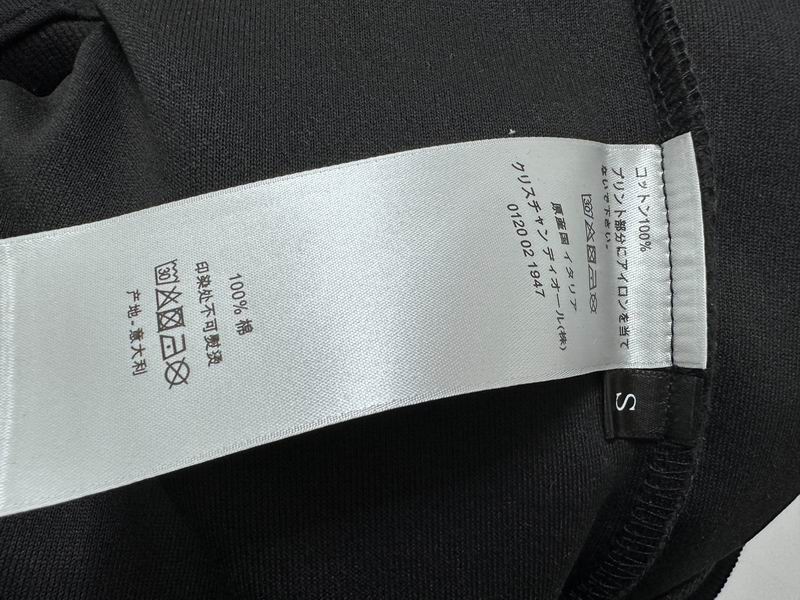 コットン100%
プリント部分にアイロンを当て
ないで下さい。
30
原産国 イタリア
クリスチャン ディオール(株)
0120 02 1947
100% 棉
印染处不可熨烫
30
产地-意大利
S